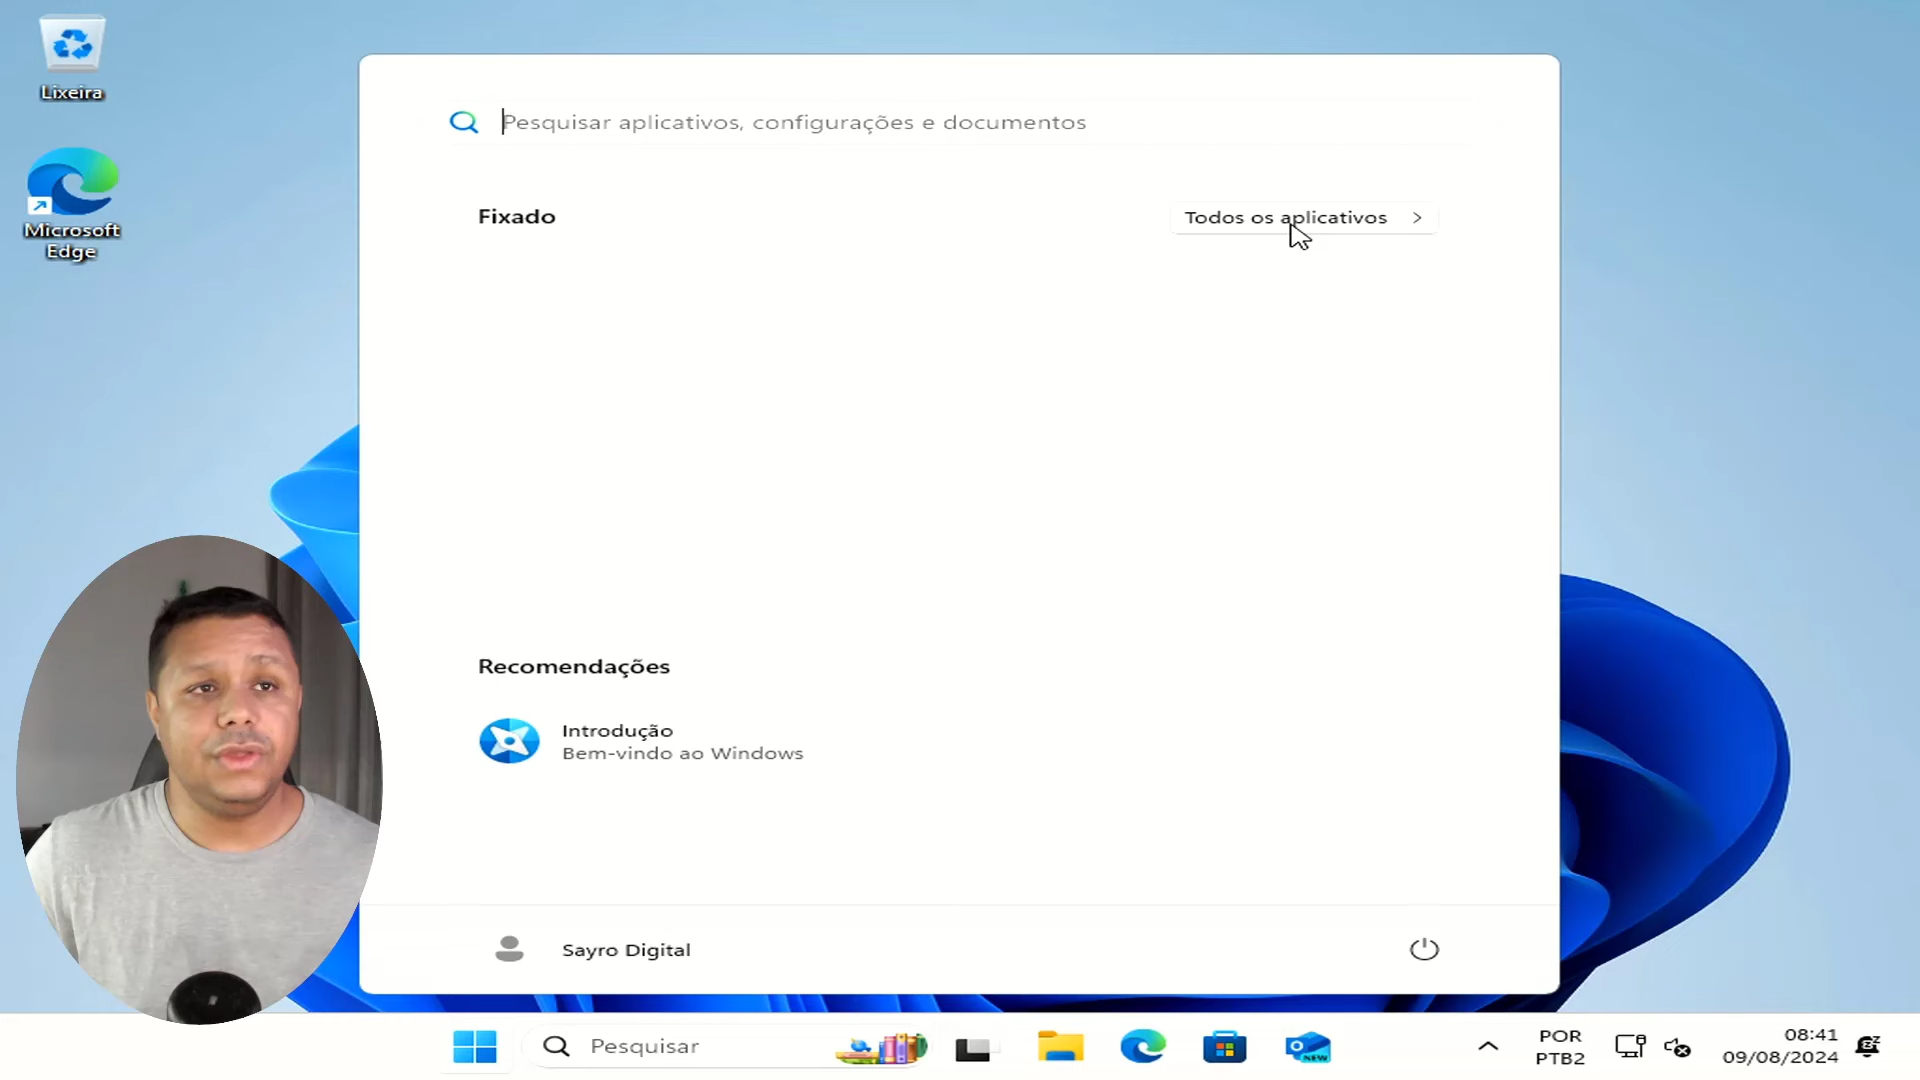 Lixeira
Microsoft
Edge
Pesquisar aplicativos, configurações e documentos
Fixado
Todos os aplicativos
Recomendações
Introdução
Bem-vindo ao Windows
Sayro Digital
Pesquisar
NEW
POR
PTB2
08:41
09/08/2024